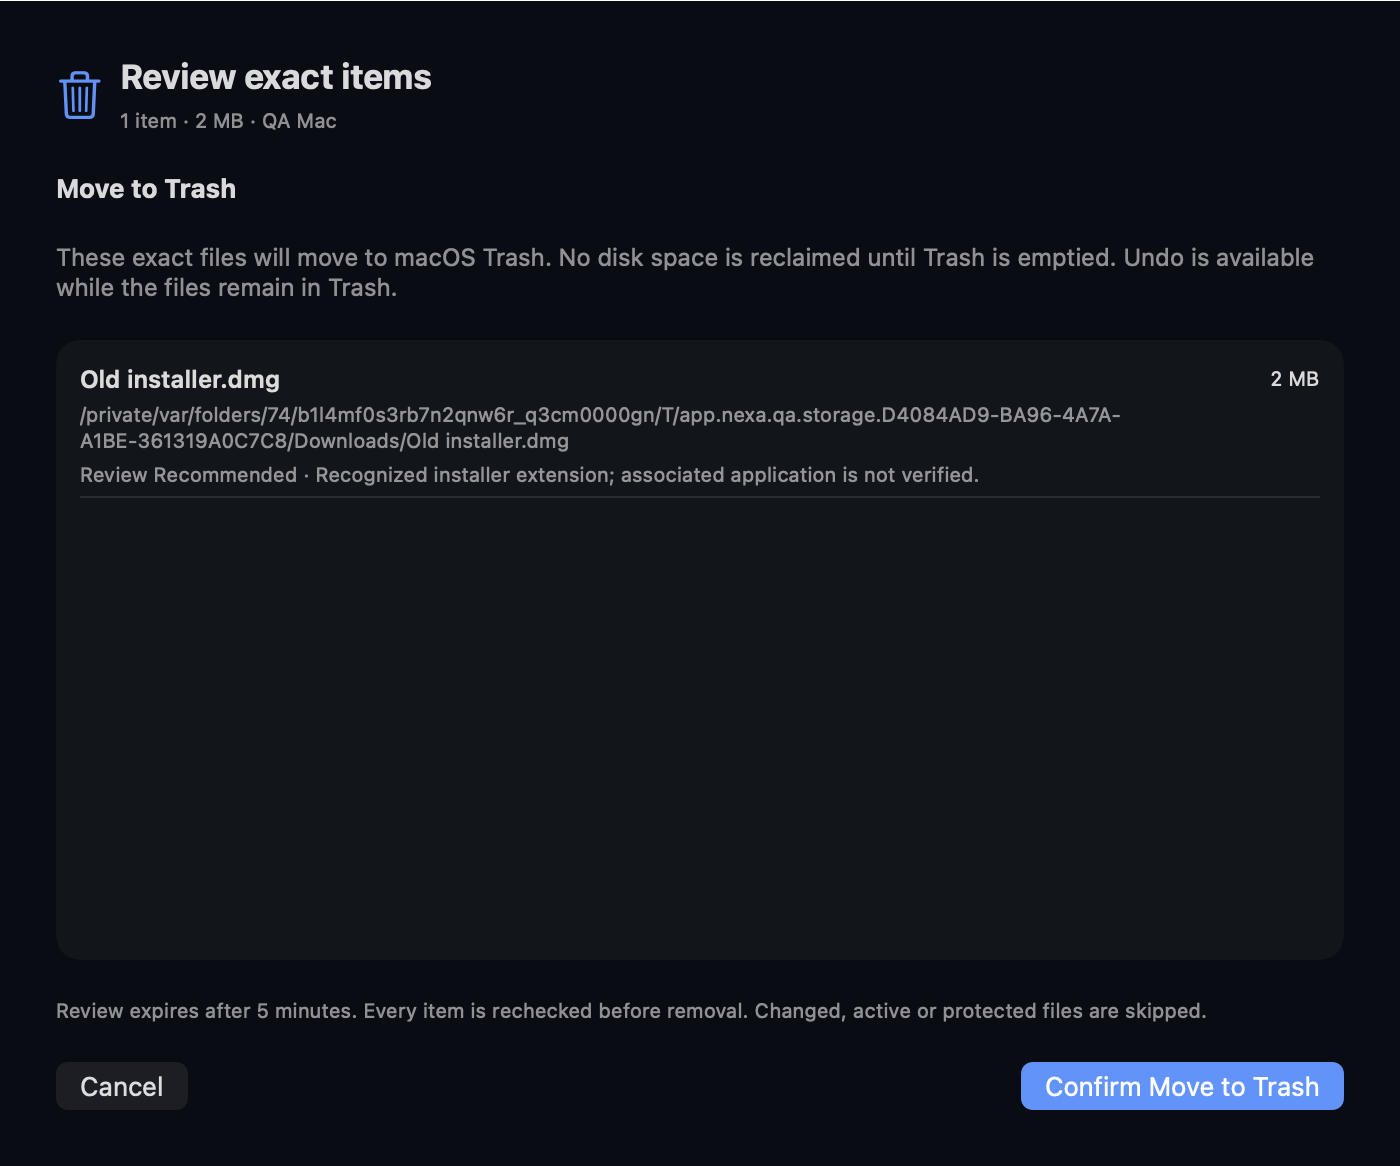 Review exact items
1 item · 2 MB · QA Mac
Move to Trash
These exact files will move to macOS Trash. No disk space is reclaimed until Trash is emptied. Undo is available
while the files remain in Trash.
Old installer.dmg
2 MB
/private/var/folders/74/b1l4mf0s3rb7n2qnw6r_q3cm0000gn/T/app.nexa.qa.storage.D4084AD9-BA96-4A7A-
A1BE-361319A0C7C8/Downloads/Old installer.dmg
Review Recommended · Recognized installer extension; associated application is not verified.
Review expires after 5 minutes. Every item is rechecked before removal. Changed, active or protected files are skipped.
Cancel
Confirm Move to Trash